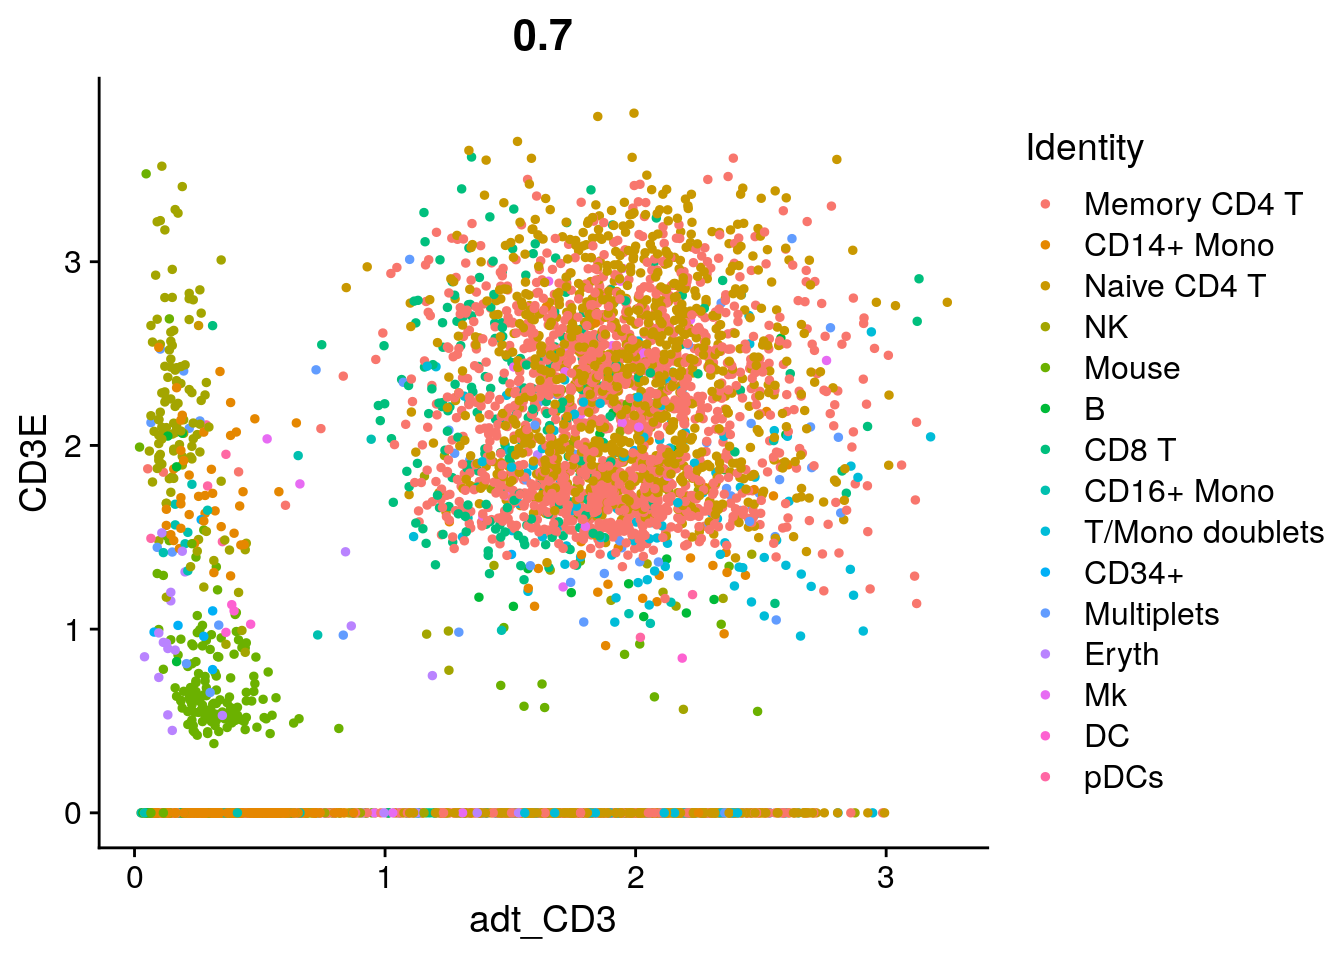 0.7
CD3E
3
2
1
0
0 1 2 3
adt_CD3
Identity
Memory CD4 T
CD14+ Mono
Naive CD4 T
NK
Mouse
B
CD8 T
CD16+ Mono
T/Mono doublets
CD34+
Multiplets
Eryth
Mk
DC
pDCs